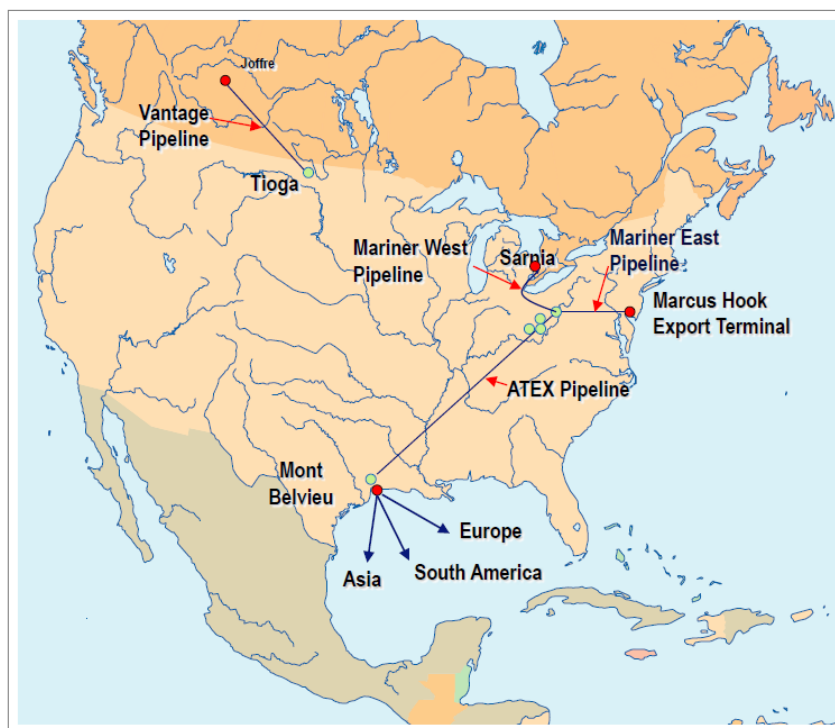 Joffre
Vantage
Pipeline
Tioga
Mariner West
Pipeline
Sarnia
Mariner East
Pipeline
Marcus Hook
Export Terminal
ATEX Pipeline
Mont
Belvieu
Europe
South America
Asia